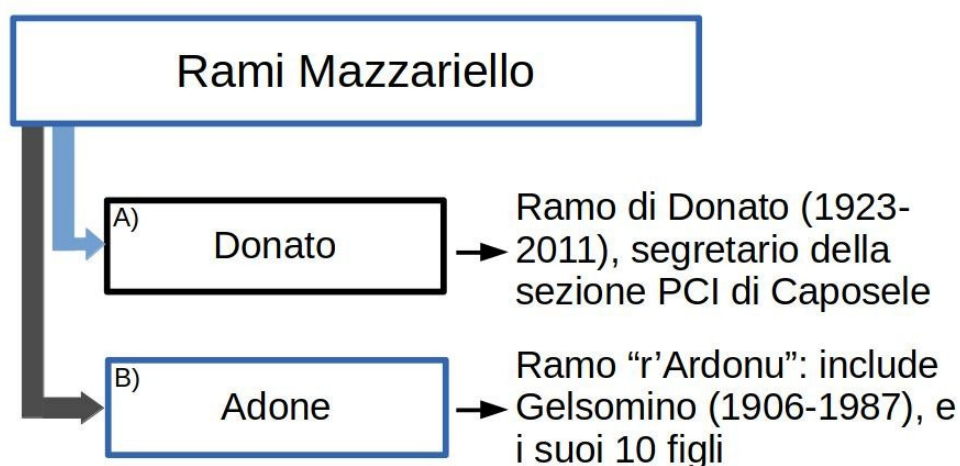 Rami Mazzariello
A)
Donato
Ramo di Donato (1923-
2011), segretario della
sezione PCI di Caposele
B)
Adone
Ramo “r’Ardonu”: include
Gelsomino (1906-1987), e
i suoi 10 figli